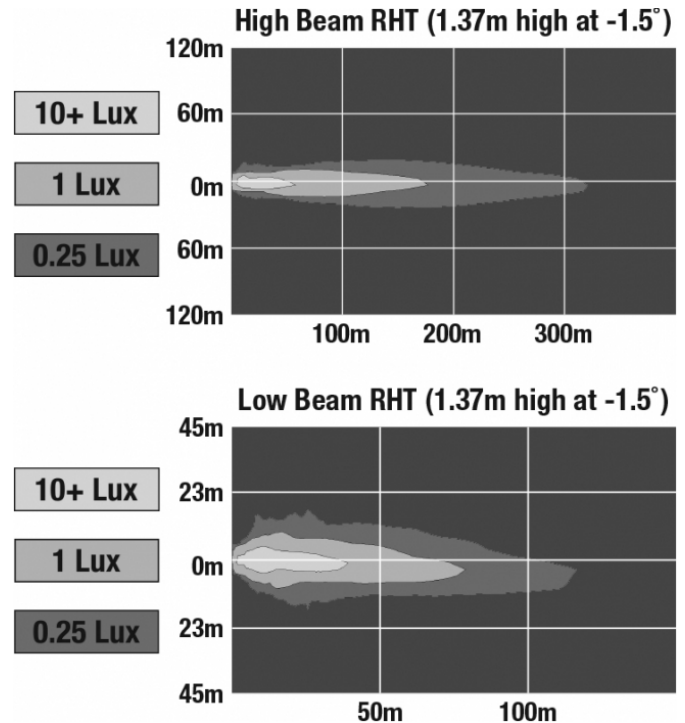 High Beam RHT (1.37m high at -1.5°)
120m
10+ Lux
60m
1 Lux
0m
0.25 Lux
60m
120m
100m 200m 300m
Low Beam RHT (1.37m high at -1.5°)
45m
10+ Lux
23m
1 Lux
0m
0.25 Lux
23m
45m
50m 100m